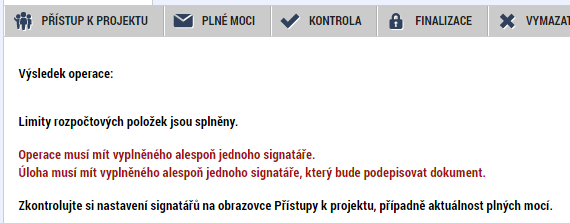 PŘÍSTUP K PROJEKTU PLNÉ MOCI KONTROLA FINALIZACE VYMAZAT
Výsledek operace:
Limity rozpočtových položek jsou splněny.
Operace musí mít vyplněného alespoň jednoho signatáře.
Úloha musí mít vyplněného alespoň jednoho signatáře, který bude podepisovat dokument.
Zkontrolujte si nastavení signatářů na obrazovce Přístupy k projektu, případně aktuálnost plných mocí.